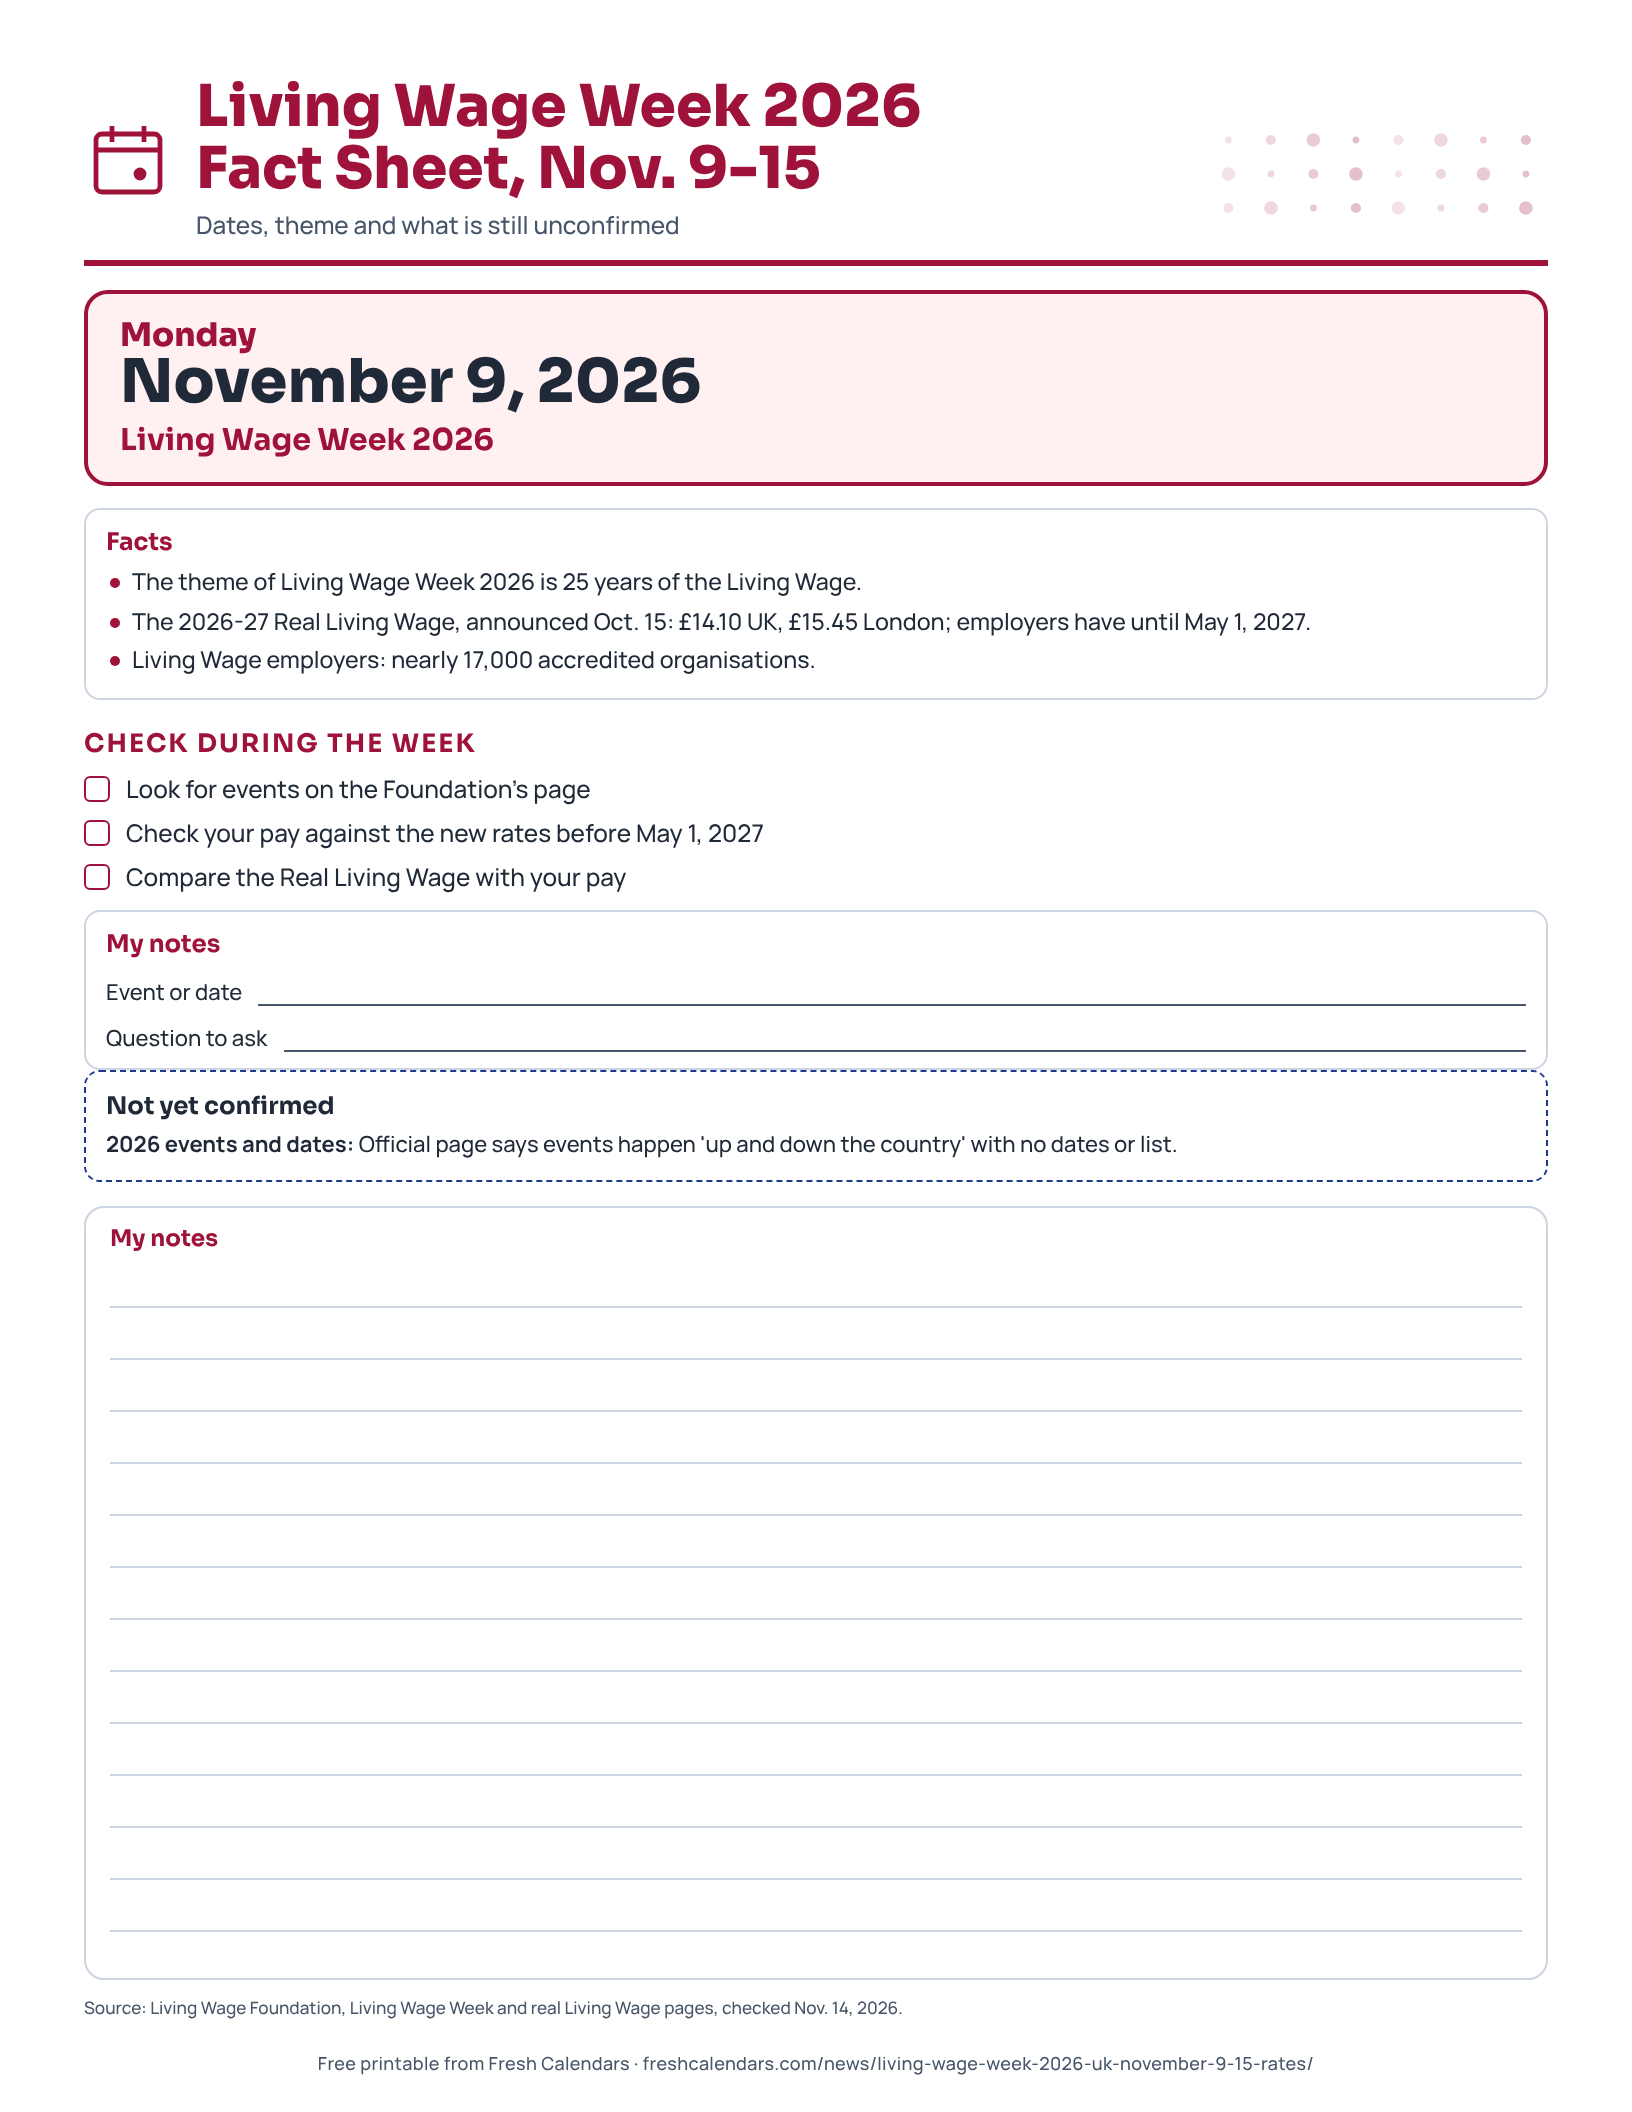 Living Wage Week 2026
Fact Sheet, Nov. 9–15
Dates, theme and what is still unconfirmed
Monday
November 9, 2026
Living Wage Week 2026
Facts
The theme of Living Wage Week 2026 is 25 years of the Living Wage.
The 2026-27 Real Living Wage, announced Oct. 15: £14.10 UK, £15.45 London; employers have until May 1, 2027.
Living Wage employers: nearly 17,000 accredited organisations.
CHECK DURING THE WEEK
Look for events on the Foundation’s page
Check your pay against the new rates before May 1, 2027
Compare the Real Living Wage with your pay
My notes
Event or date
Question to ask
Not yet confirmed
2026 events and dates: Official page says events happen 'up and down the country' with no dates or list.
My notes
Source: Living Wage Foundation, Living Wage Week and real Living Wage pages, checked Nov. 14, 2026.
Free printable from Fresh Calendars · freshcalendars.com/news/living-wage-week-2026-uk-november-9-15-rates/